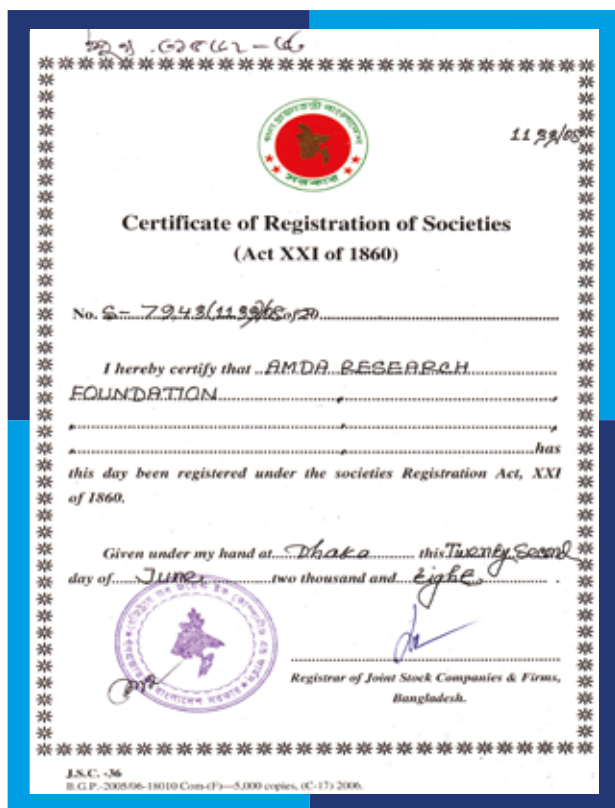 Certificate of Registration of Societies
(Act XXI of 1860)
No. S-7943(1133)/08 of 20
I hereby certify that AMDA RESEARCH
FOUNDATION
has
this day been registered under the societies Registration Act, XXI
of 1860.
Given under my hand at Dhaka this Twenty Second
day of June two thousand and Eight .
Registrar of Joint Stock Companies & Firms,
Bangladesh.
J.S.C. -36
B.G.P.-2005/06-18010 Com-(F)—5,000 copies, (C-17) 2006.